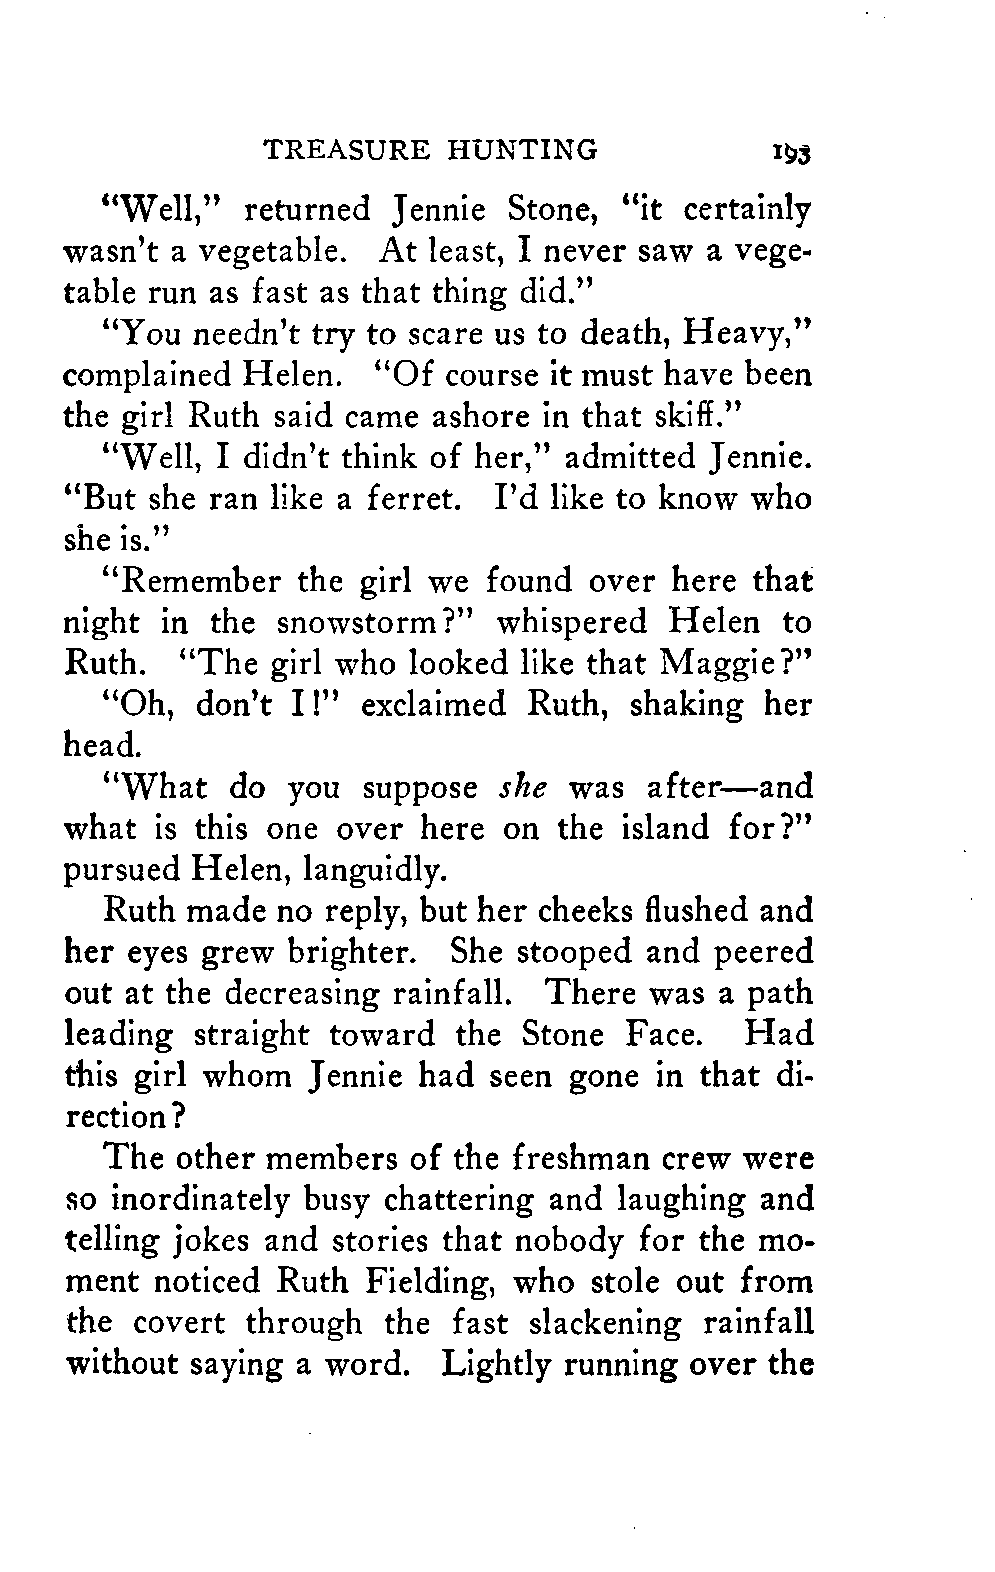 TREASURE HUNTING 193
“Well,” returned Jennie Stone, “it certainly
wasn't a vegetable. At least, I never saw a vege-
table run as fast as that thing did.”
“You needn't try to scare us to death, Heavy,”
complained Helen. “Of course it must have been
the girl Ruth said came ashore in that skiff.”
“Well, I didn't think of her,” admitted Jennie.
“But she ran like a ferret. I'd like to know who
she is.”
“Remember the girl we found over here that
night in the snowstorm?” whispered Helen to
Ruth. “The girl who looked like that Maggie?”
“Oh, don't I!” exclaimed Ruth, shaking her
head.
“What do you suppose she was after—and
what is this one over here on the island for?”
pursued Helen, languidly.
Ruth made no reply, but her cheeks flushed and
her eyes grew brighter. She stooped and peered
out at the decreasing rainfall. There was a path
leading straight toward the Stone Face. Had
this girl whom Jennie had seen gone in that di-
rection?
The other members of the freshman crew were
so inordinately busy chattering and laughing and
telling jokes and stories that nobody for the mo-
ment noticed Ruth Fielding, who stole out from
the covert through the fast slackening rainfall
without saying a word. Lightly running over the